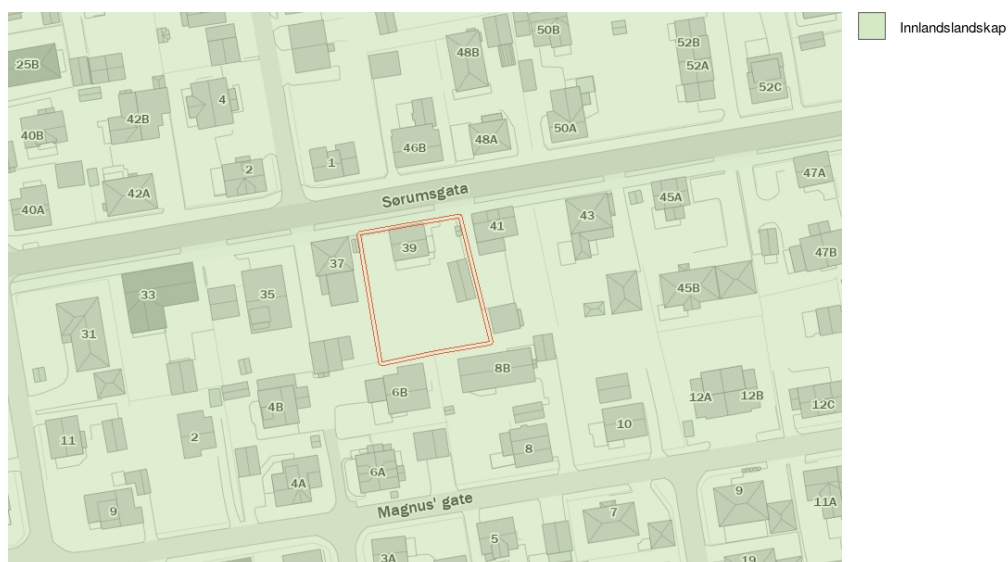 Innlandslandskap
50B
25B
48B
52B
52A
52C
4
42B
40B
50A
48A
46B
1
2
42A
40A
47A
45A
Sørumsgata
43
41
39
37
47B
45B
35
33
31
8B
6B
4B
12A
12B
12C
10
11
2
8
6A
4A
Magnus' gate
9
9
7
11A
5
3A
19